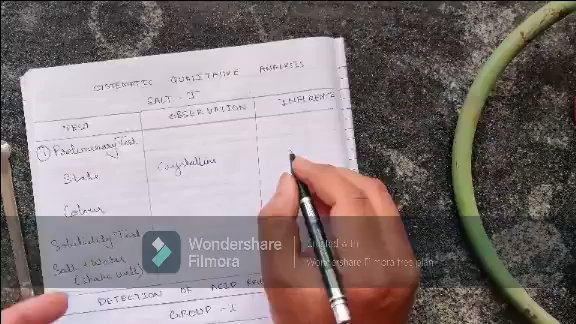 SYSTEMATIC QUALITATIVE ANALYSIS
SALT I
TEST OBSERVATION INFERENCE
1 Preliminary Test
State Crystalline
Colour
Solubility Test
Salt + Water
(shake well)
DETECTION OF ACID
GROUP - I
Wondershare
Filmora
Created with
Wondershare Filmora free plan